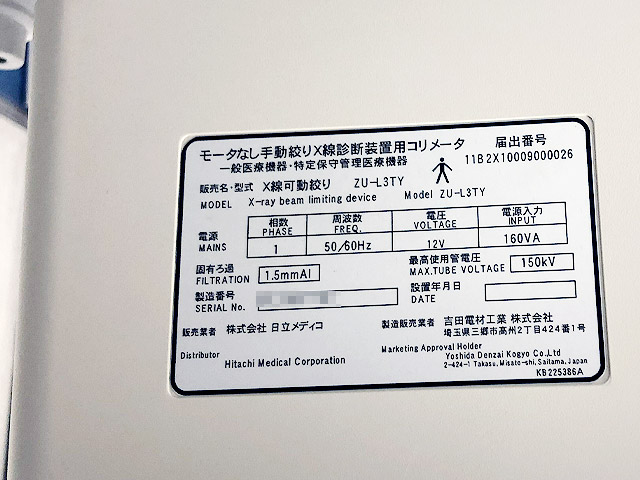 モータなし手動絞りX線診断装置用コリメータ
一般医療機器・特定保守管理医療機器
届出番号
11B2X10009000026
販売名・型式 X線可動絞り ZU-L3TY
MODEL X-ray beam limiting device Model ZU-L3TY
電源
MAINS
相数 周波数 電圧 電源入力
PHASE FREQ. VOLTAGE INPUT
1 50/60Hz 12V 160VA
固有ろ過
FILTRATION 1.5mmAl
最高使用管電圧
MAX.TUBE VOLTAGE 150kV
製造番号
SERIAL No.
設置年月日
DATE
販売業者 株式会社 日立メディコ
Distributor
Hitachi Medical Corporation
製造販売業者 吉田電材工業 株式会社
埼玉県三郷市高州2丁目424番1号
Marketing Approval Holder
Yoshida Denzai Kogyo Co.,Ltd
2-424-1 Takasu, Misato-shi, Saitama, Japan
KB225386A